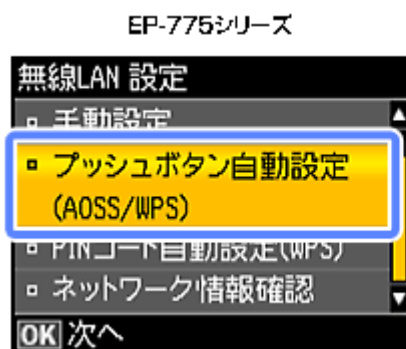 EP-775シリーズ
無線LAN 設定
手動設定
プッシュボタン自動設定
(AOSS/WPS)
PINコード自動設定(WPS)
ネットワーク情報確認
OK 次へ